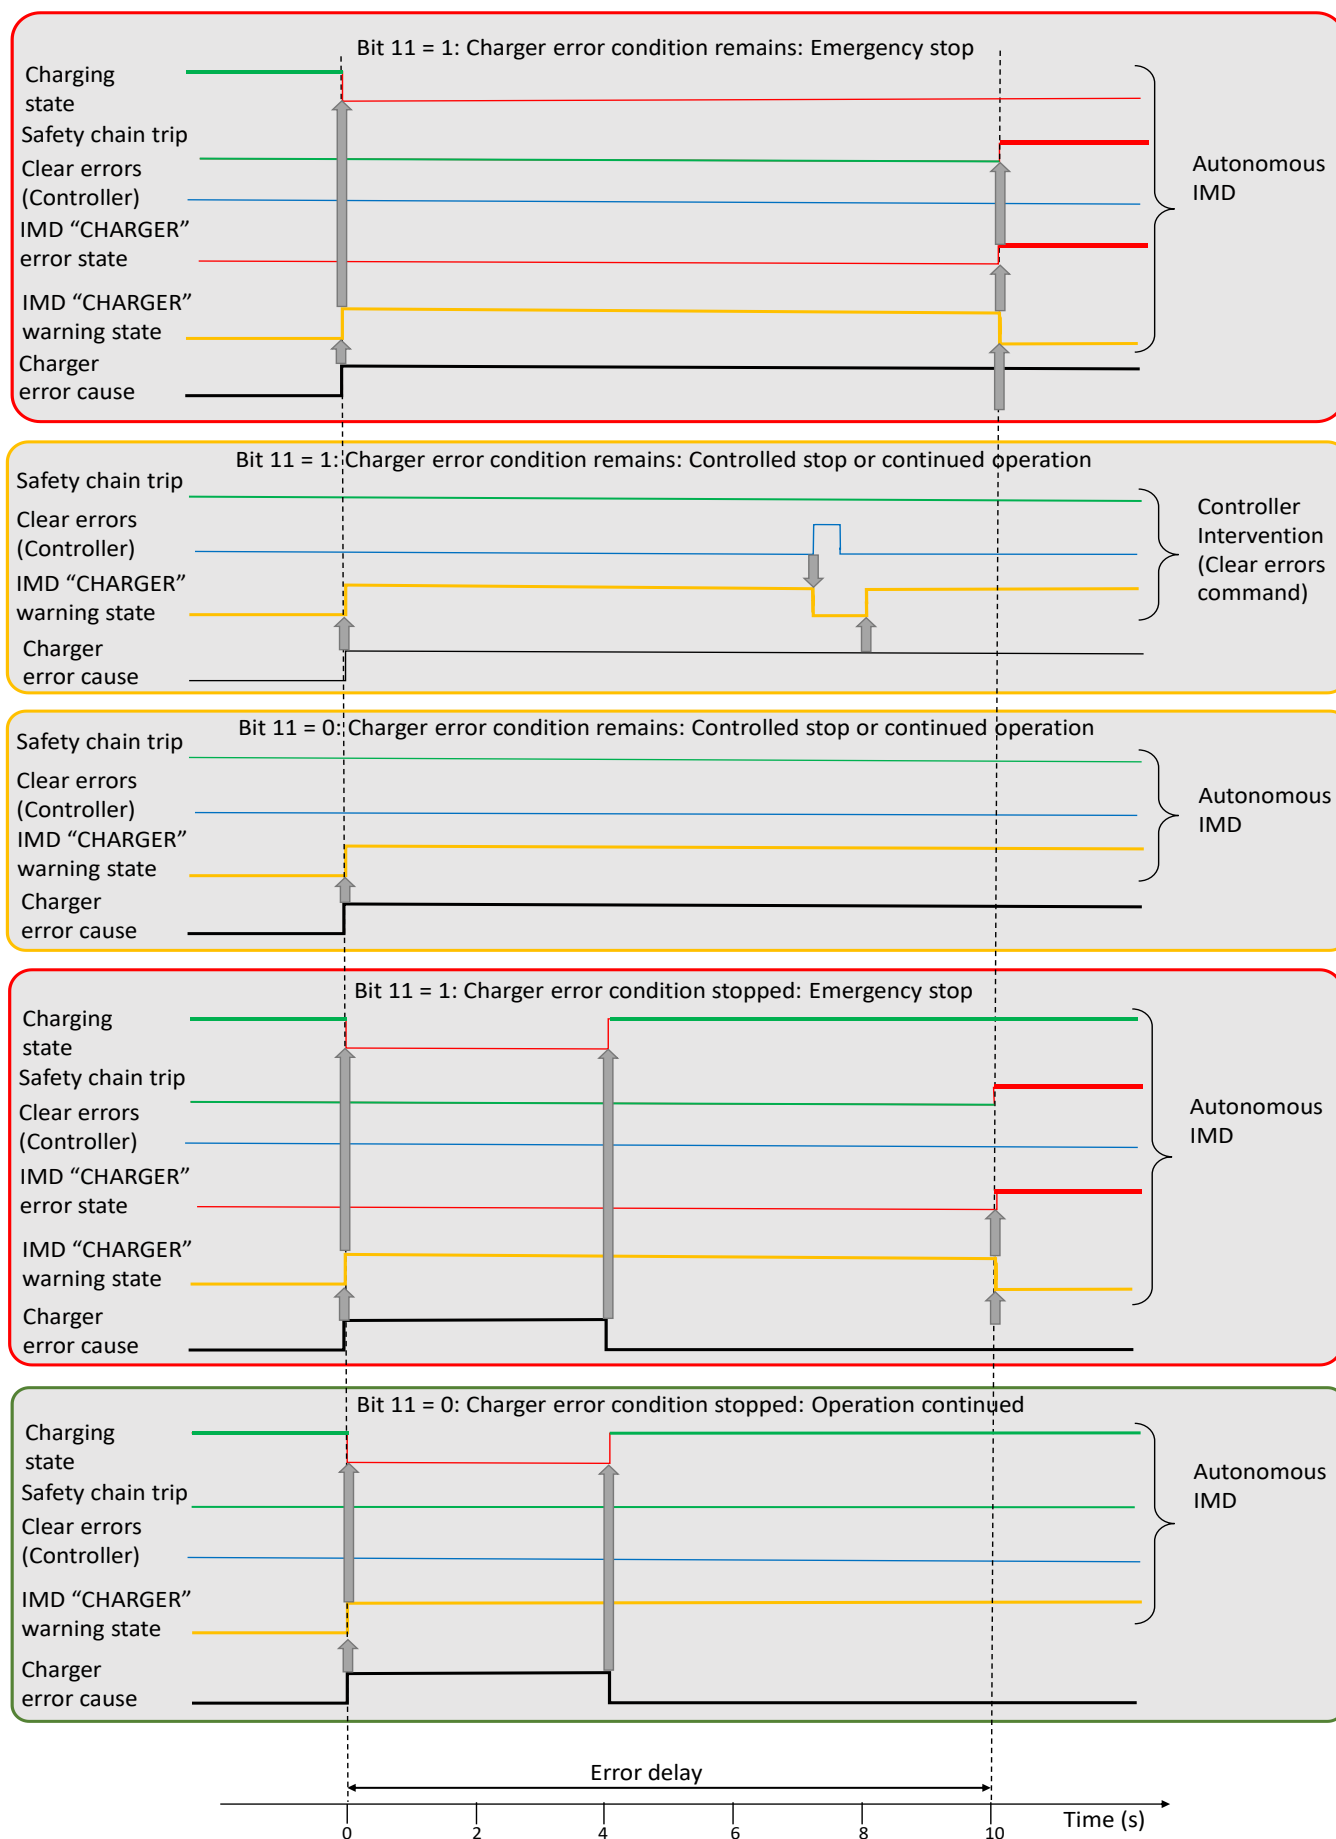 Bit 11 = 1: Charger error condition remains: Emergency stop
Charging
state
Safety chain trip
Clear errors
(Controller)
IMD “CHARGER”
error state
IMD “CHARGER”
warning state
Charger
error cause
Autonomous
IMD
Bit 11 = 1: Charger error condition remains: Controlled stop or continued operation
Safety chain trip
Clear errors
(Controller)
IMD “CHARGER”
warning state
Charger
error cause
Controller
Intervention
(Clear errors
command)
Bit 11 = 0: Charger error condition remains: Controlled stop or continued operation
Safety chain trip
Clear errors
(Controller)
IMD “CHARGER”
warning state
Charger
error cause
Autonomous
IMD
Bit 11 = 1: Charger error condition stopped: Emergency stop
Charging
state
Safety chain trip
Clear errors
(Controller)
IMD “CHARGER”
error state
IMD “CHARGER”
warning state
Charger
error cause
Autonomous
IMD
Bit 11 = 0: Charger error condition stopped: Operation continued
Charging
state
Safety chain trip
Clear errors
(Controller)
IMD “CHARGER”
warning state
Charger
error cause
Autonomous
IMD
Error delay
Time (s)
0 2 4 6 8 10